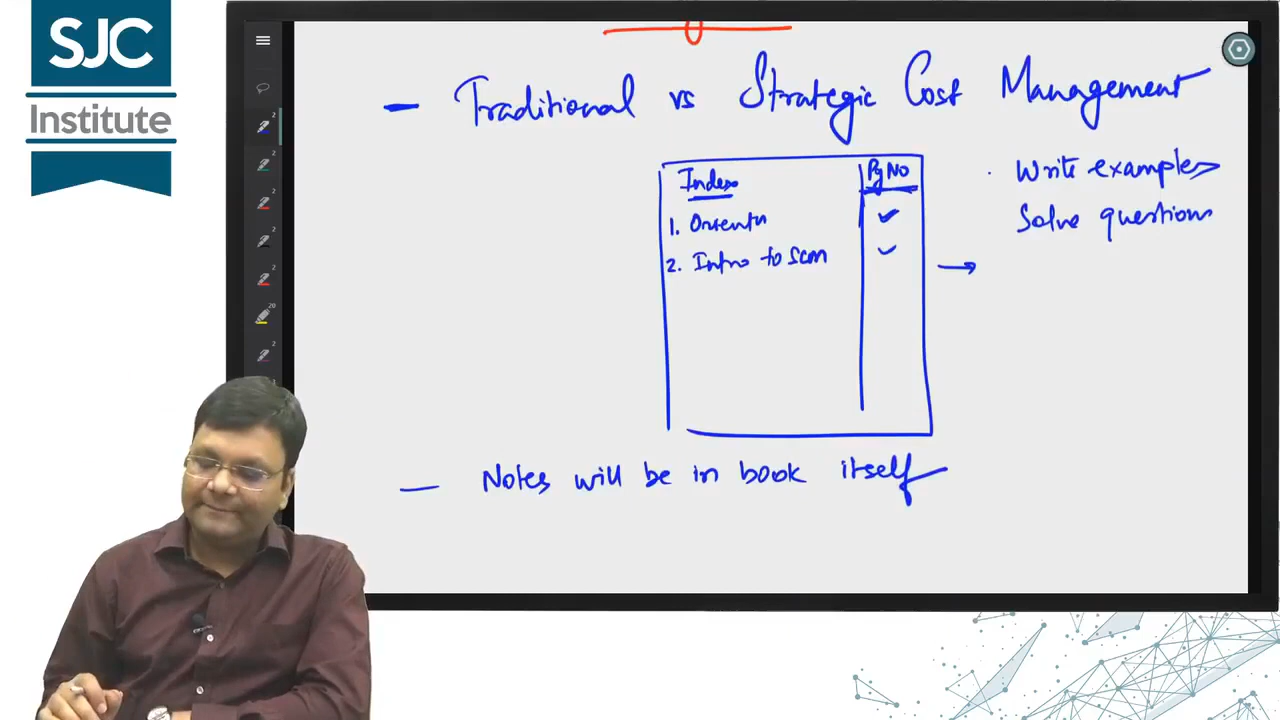 SJC
Institute
- Traditional vs Strategic Cost Management
Index Pg No
1. Orientn ✓
2. Intro to SCM ✓
→
. Write examples
Solve questions
- Notes will be in book itself